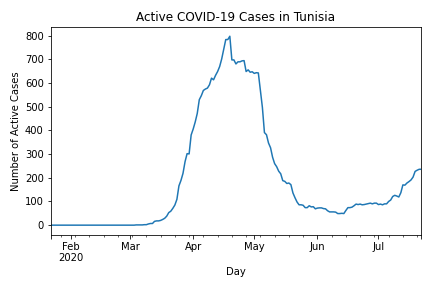 Active COVID-19 Cases in Tunisia
800
700
600
500
400
300
200
100
0
Number of Active Cases
Feb Mar Apr May Jun Jul
2020
Day